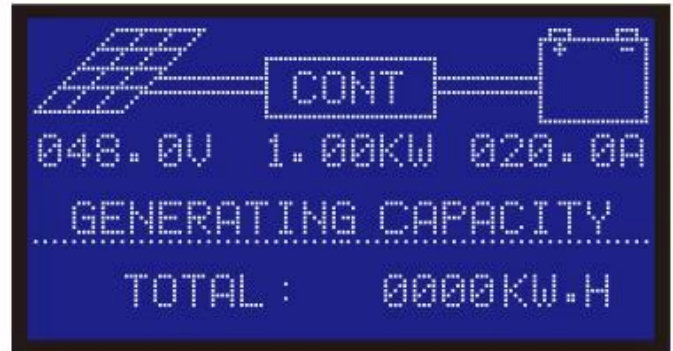 CONT
+ -
048.0V 1.00KW 020.0A
GENERATING CAPACITY
TOTAL: 0000KW.H